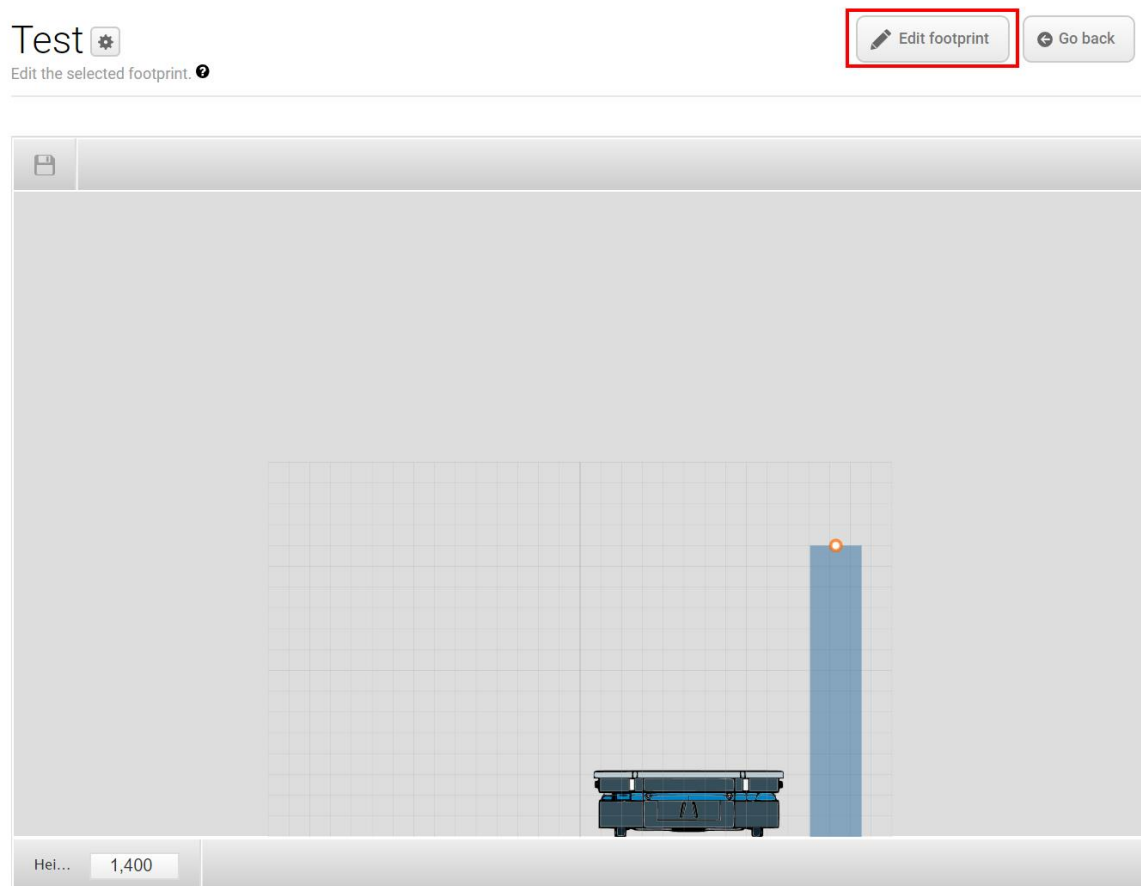 Test
Edit footprint
Go back
Edit the selected footprint.
Hei...
1,400